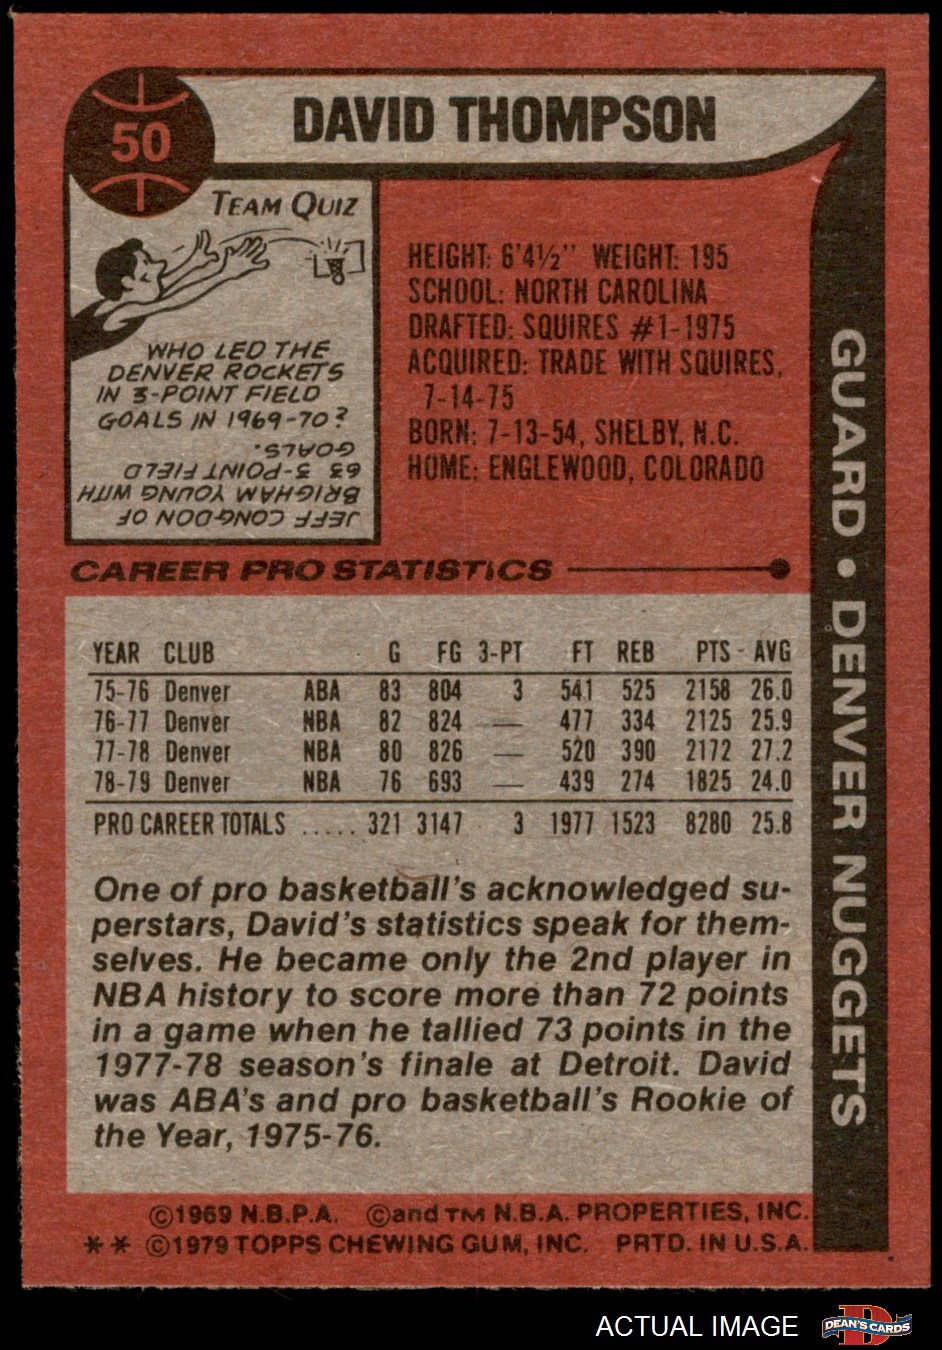 50
DAVID THOMPSON
TEAM QUIZ
WHO LED THE
DENVER ROCKETS
IN 3-POINT FIELD
GOALS IN 1969-70?
JEFF CONGDON OF
BRIGHAM YOUNG WITH
63 3-POINT FIELD
GOALS.
HEIGHT: 6'4½" WEIGHT: 195
SCHOOL: NORTH CAROLINA
DRAFTED: SQUIRES #1-1975
ACQUIRED: TRADE WITH SQUIRES,
7-14-75
BORN: 7-13-54, SHELBY, N.C.
HOME: ENGLEWOOD, COLORADO
GUARD • DENVER NUGGETS
CAREER PRO STATISTICS
YEAR CLUB G FG 3-PT FT REB PTS AVG
75-76 Denver ABA 83 804 3 541 525 2158 26.0
76-77 Denver NBA 82 824 — 477 334 2125 25.9
77-78 Denver NBA 80 826 — 520 390 2172 27.2
78-79 Denver NBA 76 693 — 439 274 1825 24.0
PRO CAREER TOTALS ..... 321 3147 3 1977 1523 8280 25.8
One of pro basketball's acknowledged su-
perstars, David's statistics speak for them-
selves. He became only the 2nd player in
NBA history to score more than 72 points
in a game when he tallied 73 points in the
1977-78 season's finale at Detroit. David
was ABA's and pro basketball's Rookie of
the Year, 1975-76.
©1969 N.B.P.A. ©and TM N.B.A. PROPERTIES, INC.
** ©1979 TOPPS CHEWING GUM, INC. PRTD. IN U.S.A.
ACTUAL IMAGE
D
DEAN'S CARDS